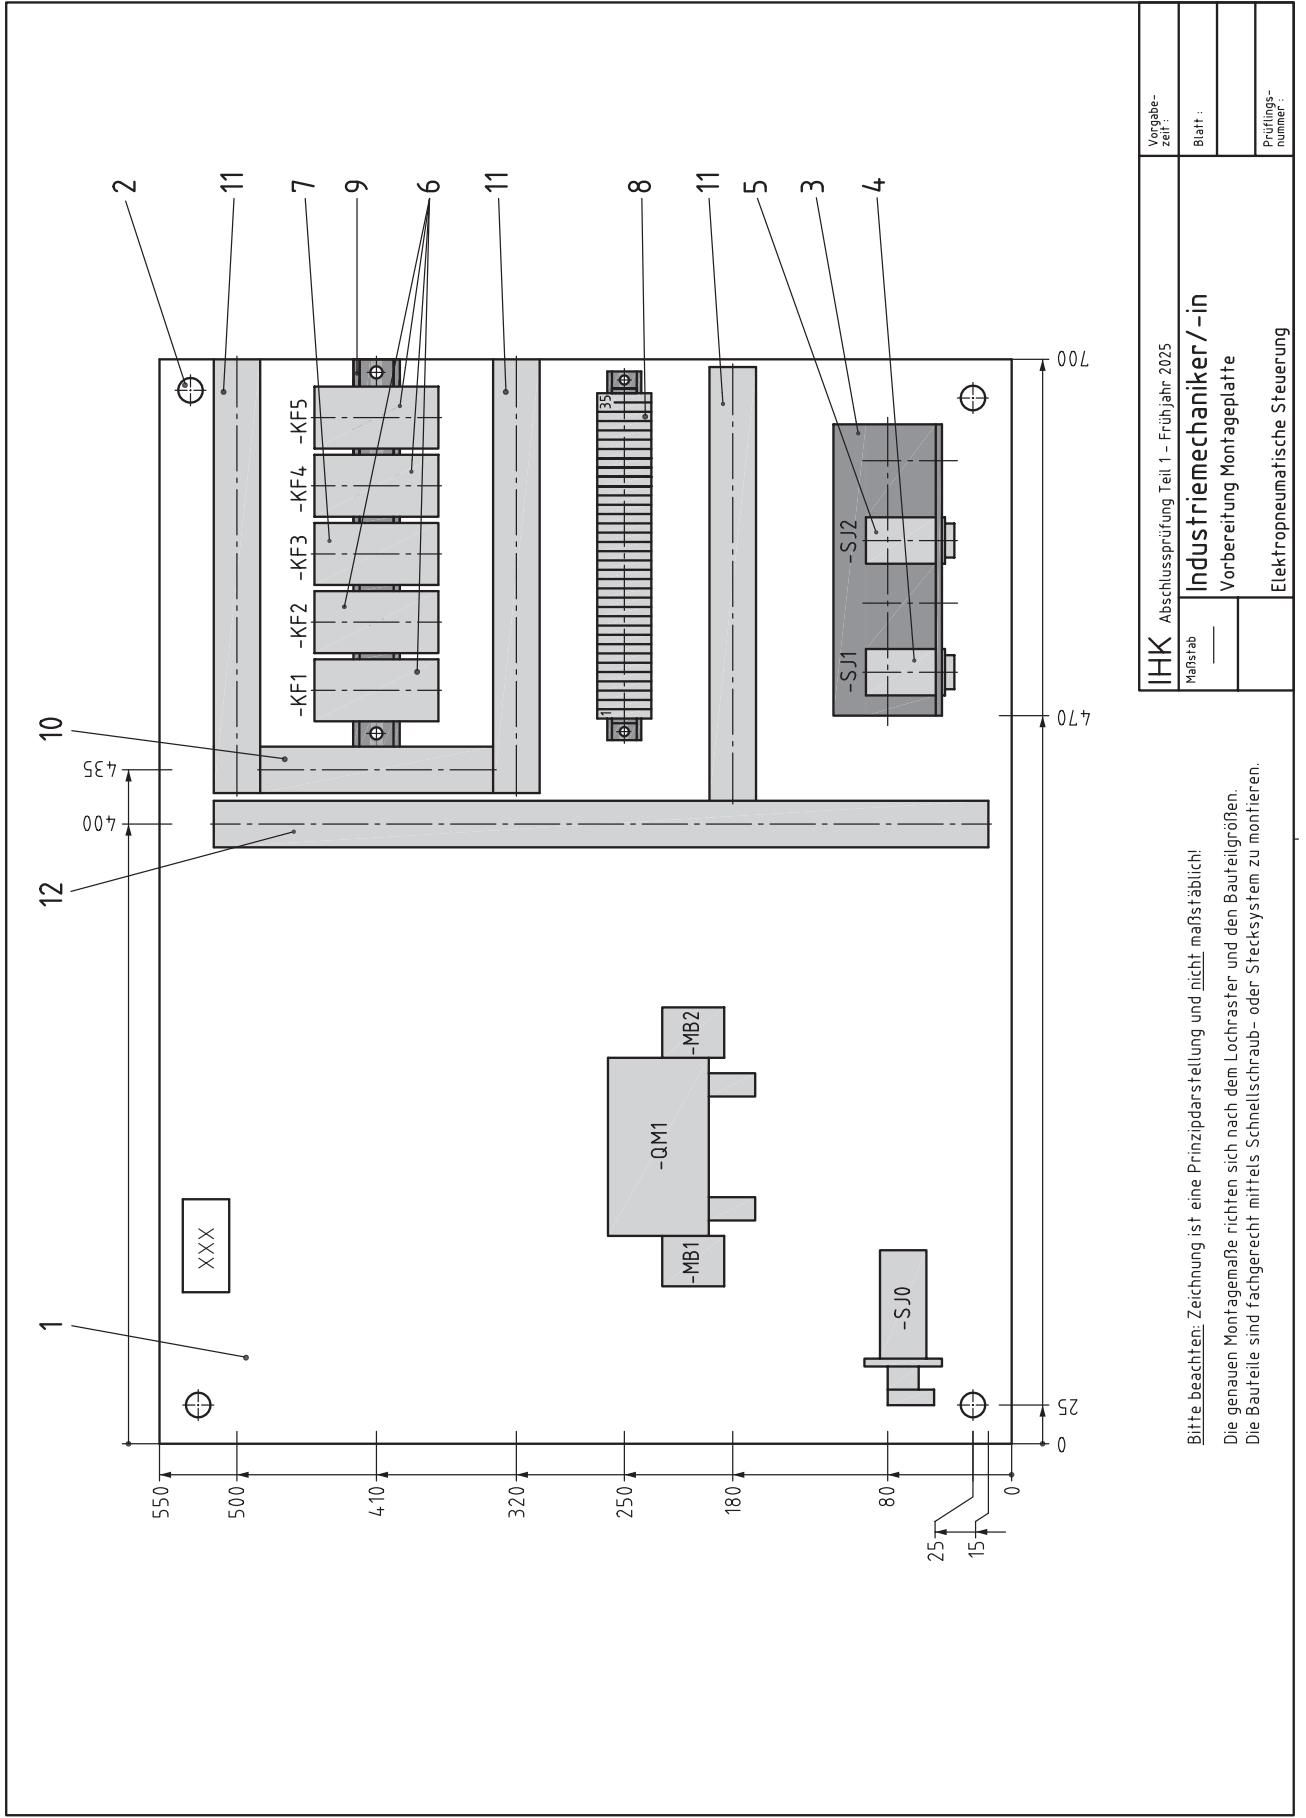 2
11
7
9
6
11
8
11
5
3
4
10
12
1
435
400
-KF1
-KF2
-KF3
-KF4
-KF5
1
35
-SJ1
-SJ2
XXX
-MB1
-QM1
-MB2
-SJ0
550
500
410
320
250
180
80
0
25
15
0
25
470
700
Bitte beachten: Zeichnung ist eine Prinzipdarstellung und nicht maßstäblich!
Die genauen Montagemaße richten sich nach dem Lochraster und den Bauteilgrößen.
Die Bauteile sind fachgerecht mittels Schnellschraub- oder Stecksystem zu montieren.
IHK Abschlussprüfung Teil 1 – Frühjahr 2025
Maßstab
Industriemechaniker/-in
Vorbereitung Montageplatte
Elektropneumatische Steuerung
Vorgabe-
zeit :
Blatt :
Prüflings-
nummer :